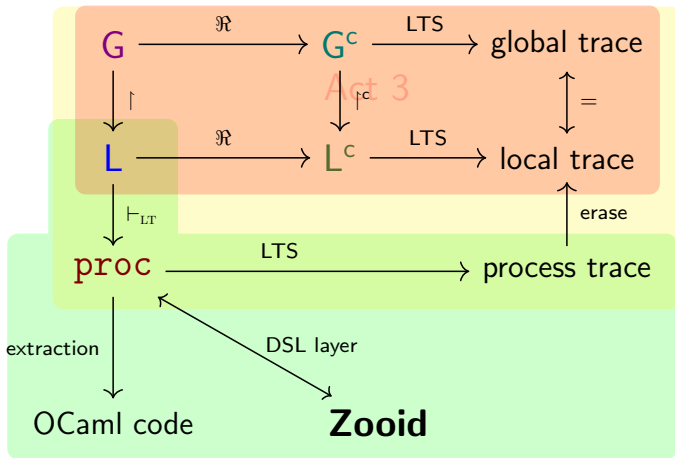 G ℜ Gᶜ LTS global trace
Act 3
↾ ↾ᶜ =
L ℜ Lᶜ LTS local trace
⊢LT erase
proc LTS process trace
extraction DSL layer
OCaml code Zooid